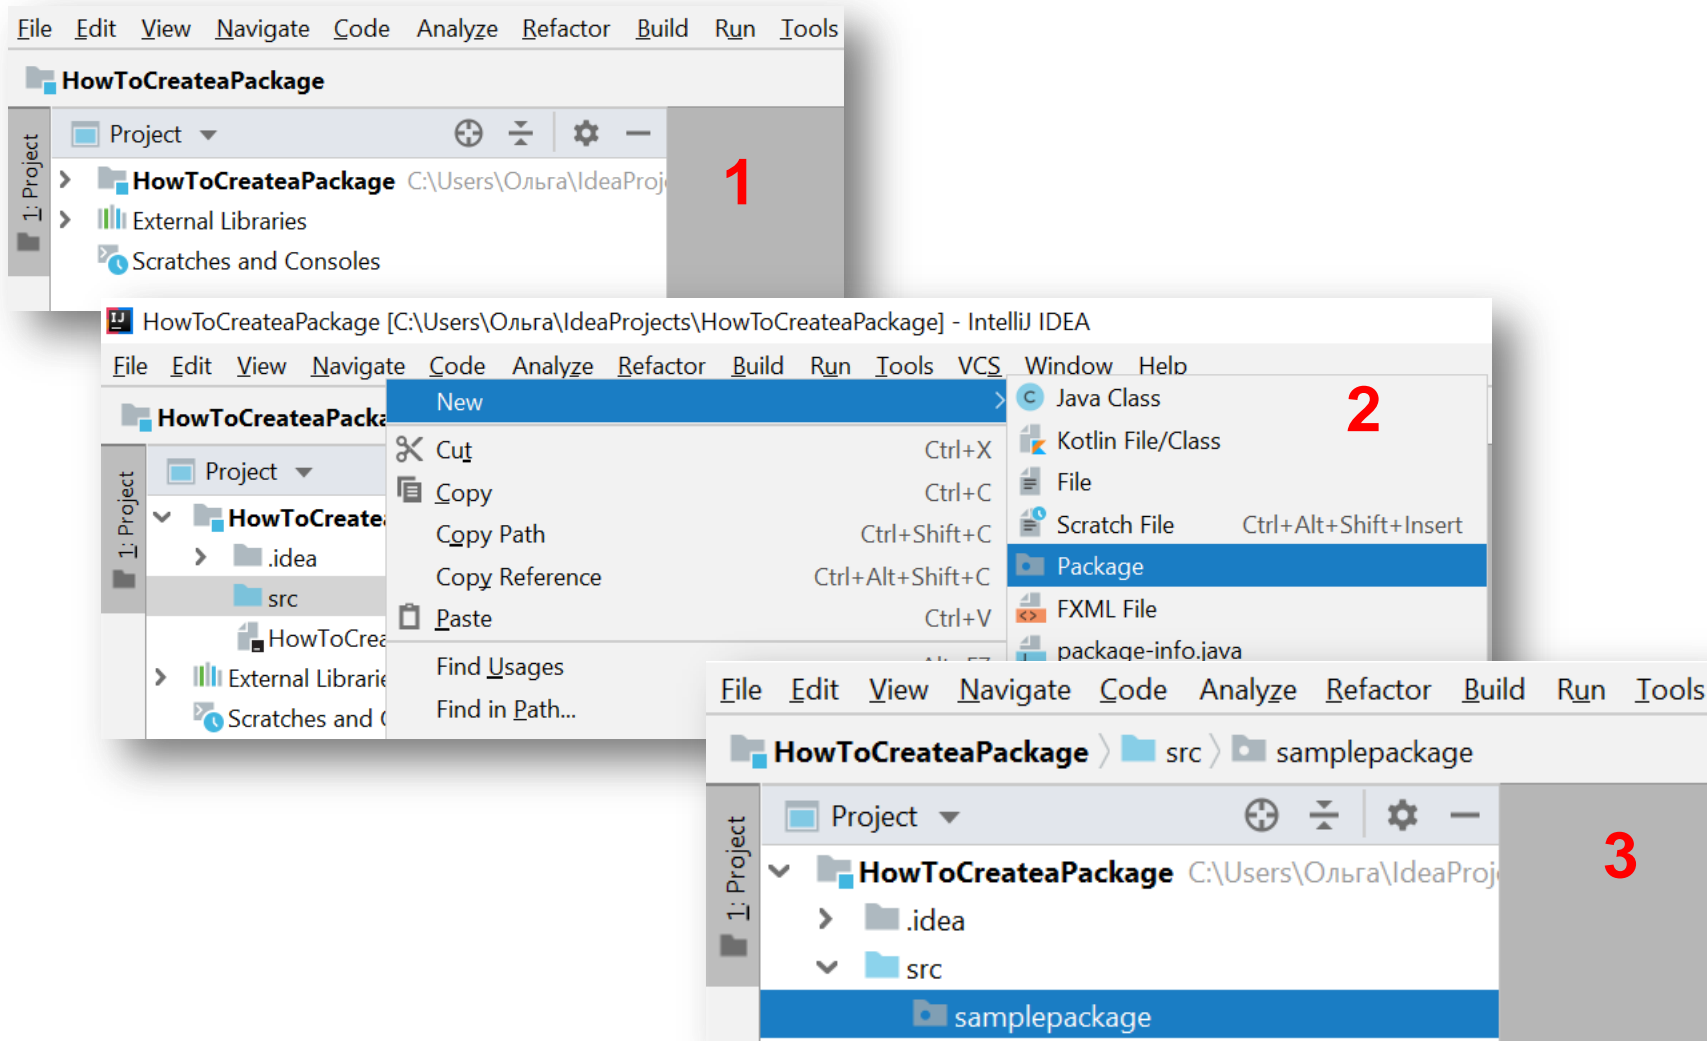 File Edit View Navigate Code Analyze Refactor Build Run Tools
HowToCreateaPackage
1: Project
Project
HowToCreateaPackage C:\Users\Ольга\IdeaProj
External Libraries
Scratches and Consoles
1
HowToCreateaPackage [C:\Users\Ольга\IdeaProjects\HowToCreateaPackage] - IntelliJ IDEA
File Edit View Navigate Code Analyze Refactor Build Run Tools VCS Window Help
HowToCreateaPacka
1: Project
Project
HowToCreate
.idea
src
HowToCrea
External Librarie
Scratches and
New
Cut Ctrl+X
Copy Ctrl+C
Copy Path Ctrl+Shift+C
Copy Reference Ctrl+Alt+Shift+C
Paste Ctrl+V
Find Usages
Find in Path...
Java Class
Kotlin File/Class
File
Scratch File Ctrl+Alt+Shift+Insert
Package
FXML File
package-info.java
2
File Edit View Navigate Code Analyze Refactor Build Run Tools
HowToCreateaPackage src samplepackage
1: Project
Project
HowToCreateaPackage C:\Users\Ольга\IdeaProj
.idea
src
samplepackage
3